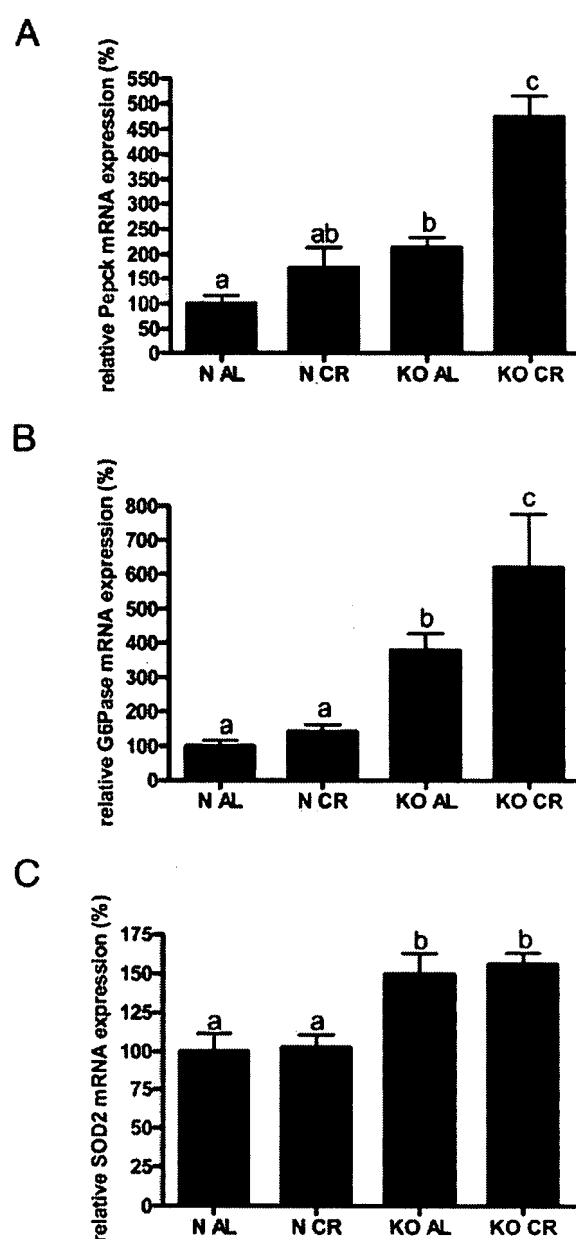 A
relative Pepck mRNA expression (%)
550
500
450
400
350
300
250
200
150
100
50
0
a
ab
b
c
N AL
N CR
KO AL
KO CR
B
relative G6Pase mRNA expression (%)
800
700
600
500
400
300
200
100
0
a
a
b
c
N AL
N CR
KO AL
KO CR
C
relative SOD2 mRNA expression (%)
175
150
125
100
75
50
25
0
a
a
b
b
N AL
N CR
KO AL
KO CR